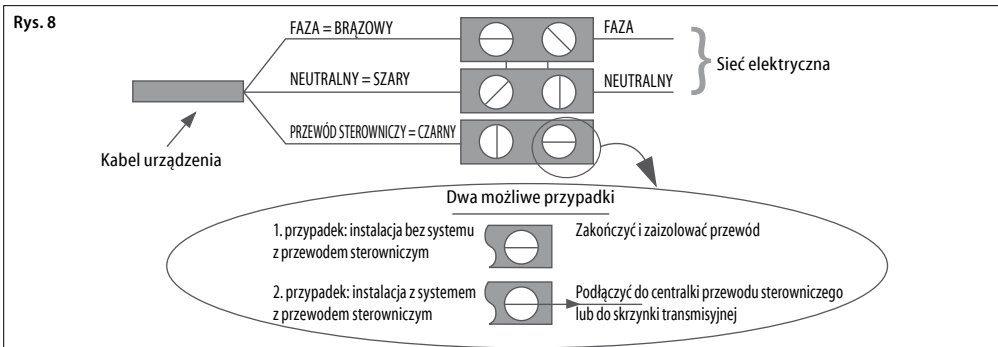 Rys. 8
FAZA = BRĄZOWY
FAZA
Sieć elektryczna
NEUTRALNY = SZARY
NEUTRALNY
PRZEWÓD STEROWNICZY = CZARNY
Kabel urządzenia
Dwa możliwe przypadki
1. przypadek: instalacja bez systemu
z przewodem sterowniczym
Zakończyć i zaizolować przewód
2. przypadek: instalacja z systemem
z przewodem sterowniczym
Podłączyć do centralki przewodu sterowniczego
lub do skrzynki transmisyjnej